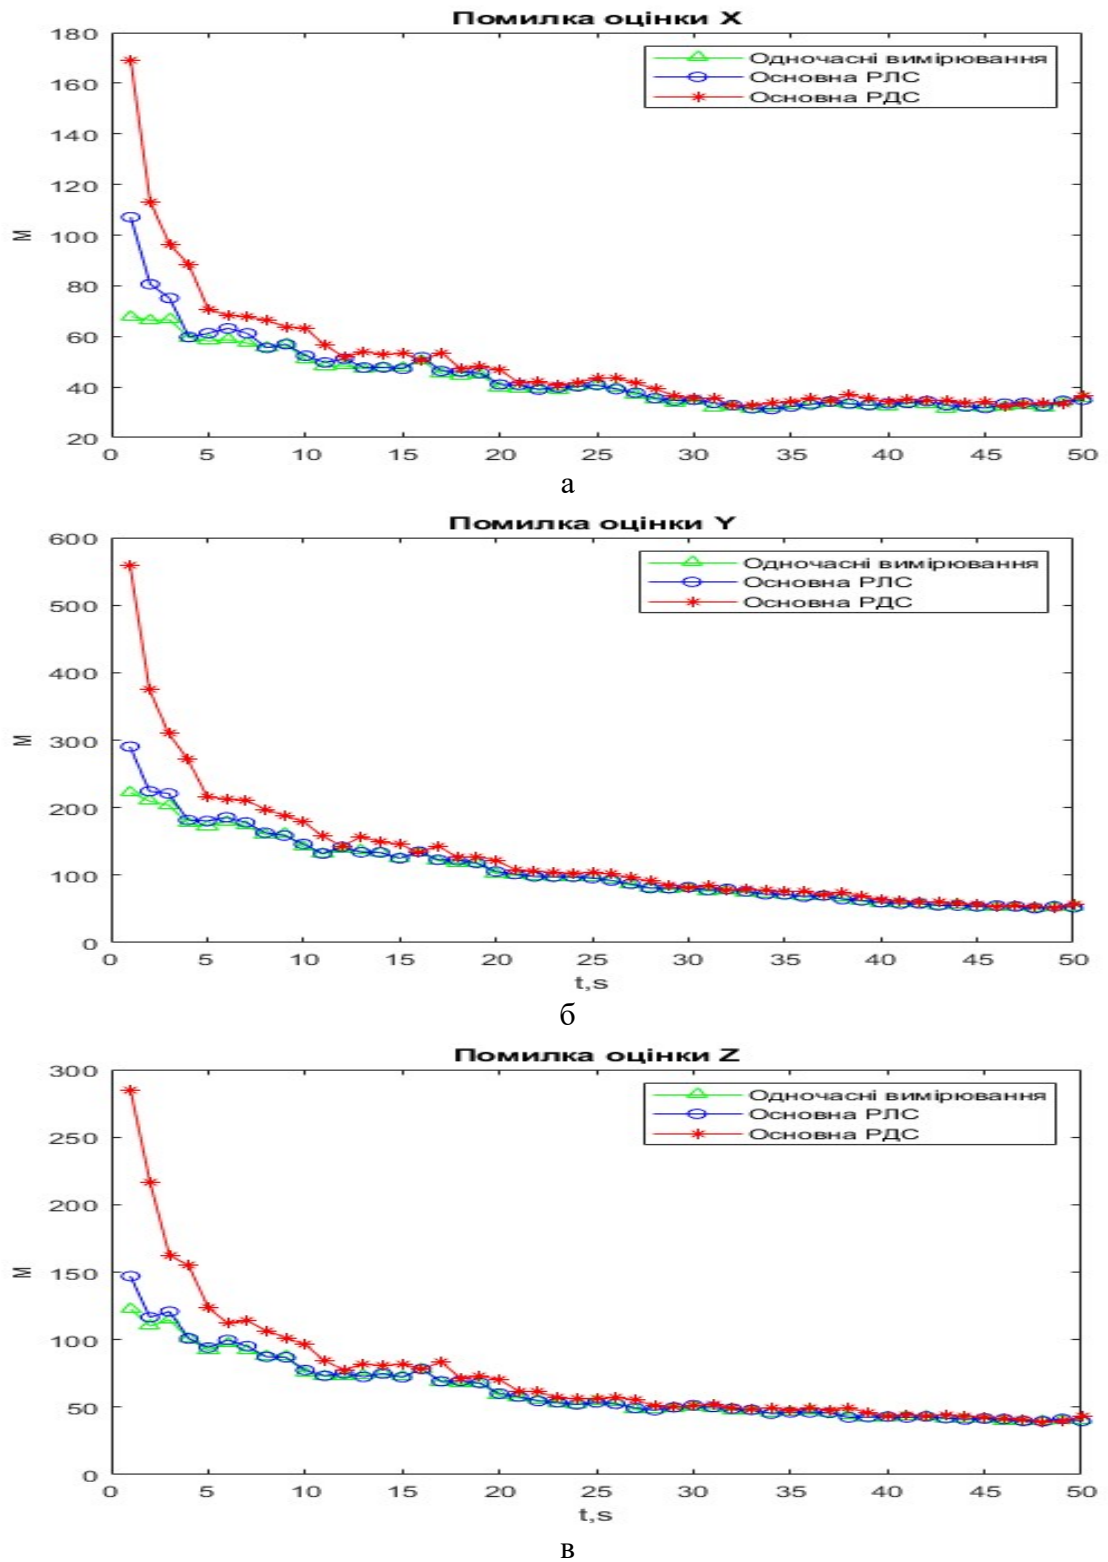 Помилка оцінки X
180
160
140
120
100
80
60
40
20
М
Одночасні вимірювання
Основна РЛС
Основна РДС
0 5 10 15 20 25 30 35 40 45 50
а
Помилка оцінки Y
600
500
400
300
200
100
0
М
Одночасні вимірювання
Основна РЛС
Основна РДС
0 5 10 15 20 25 30 35 40 45 50
t,s
б
Помилка оцінки Z
300
250
200
150
100
50
0
М
Одночасні вимірювання
Основна РЛС
Основна РДС
0 5 10 15 20 25 30 35 40 45 50
t,s
в